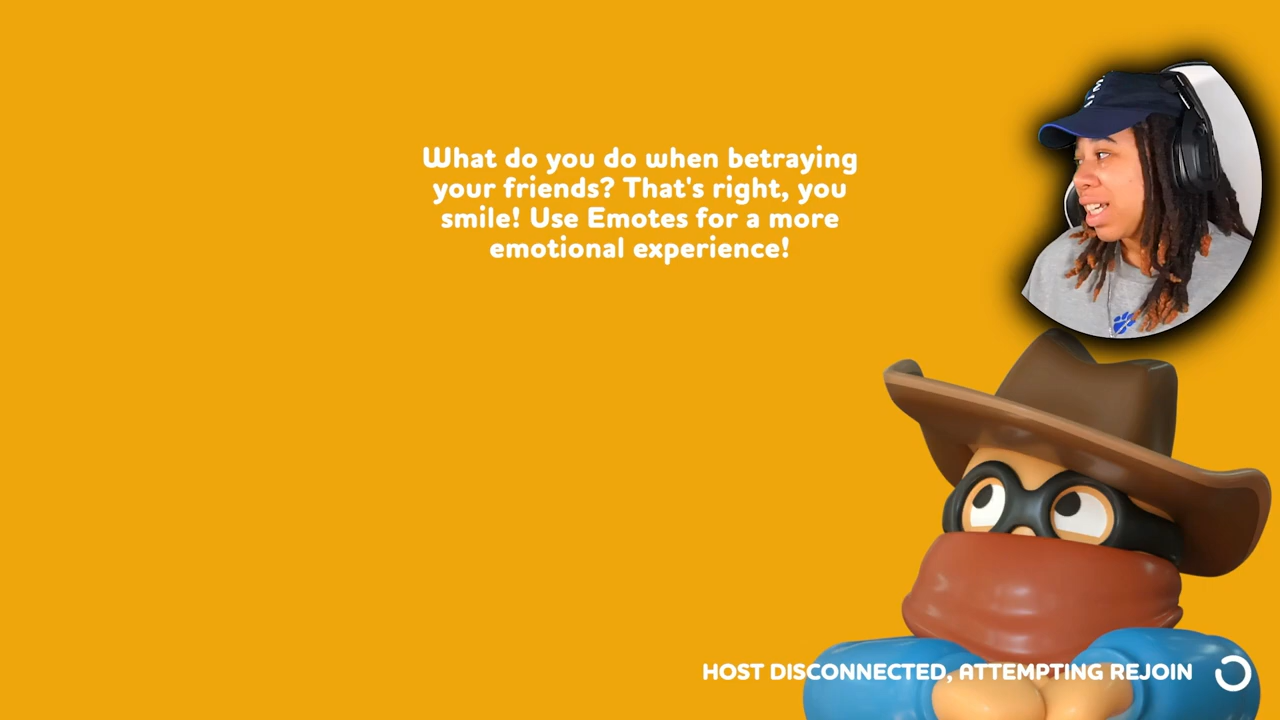 What do you do when betraying
your friends? That's right, you
smile! Use Emotes for a more
emotional experience!
HOST DISCONNECTED, ATTEMPTING REJOIN